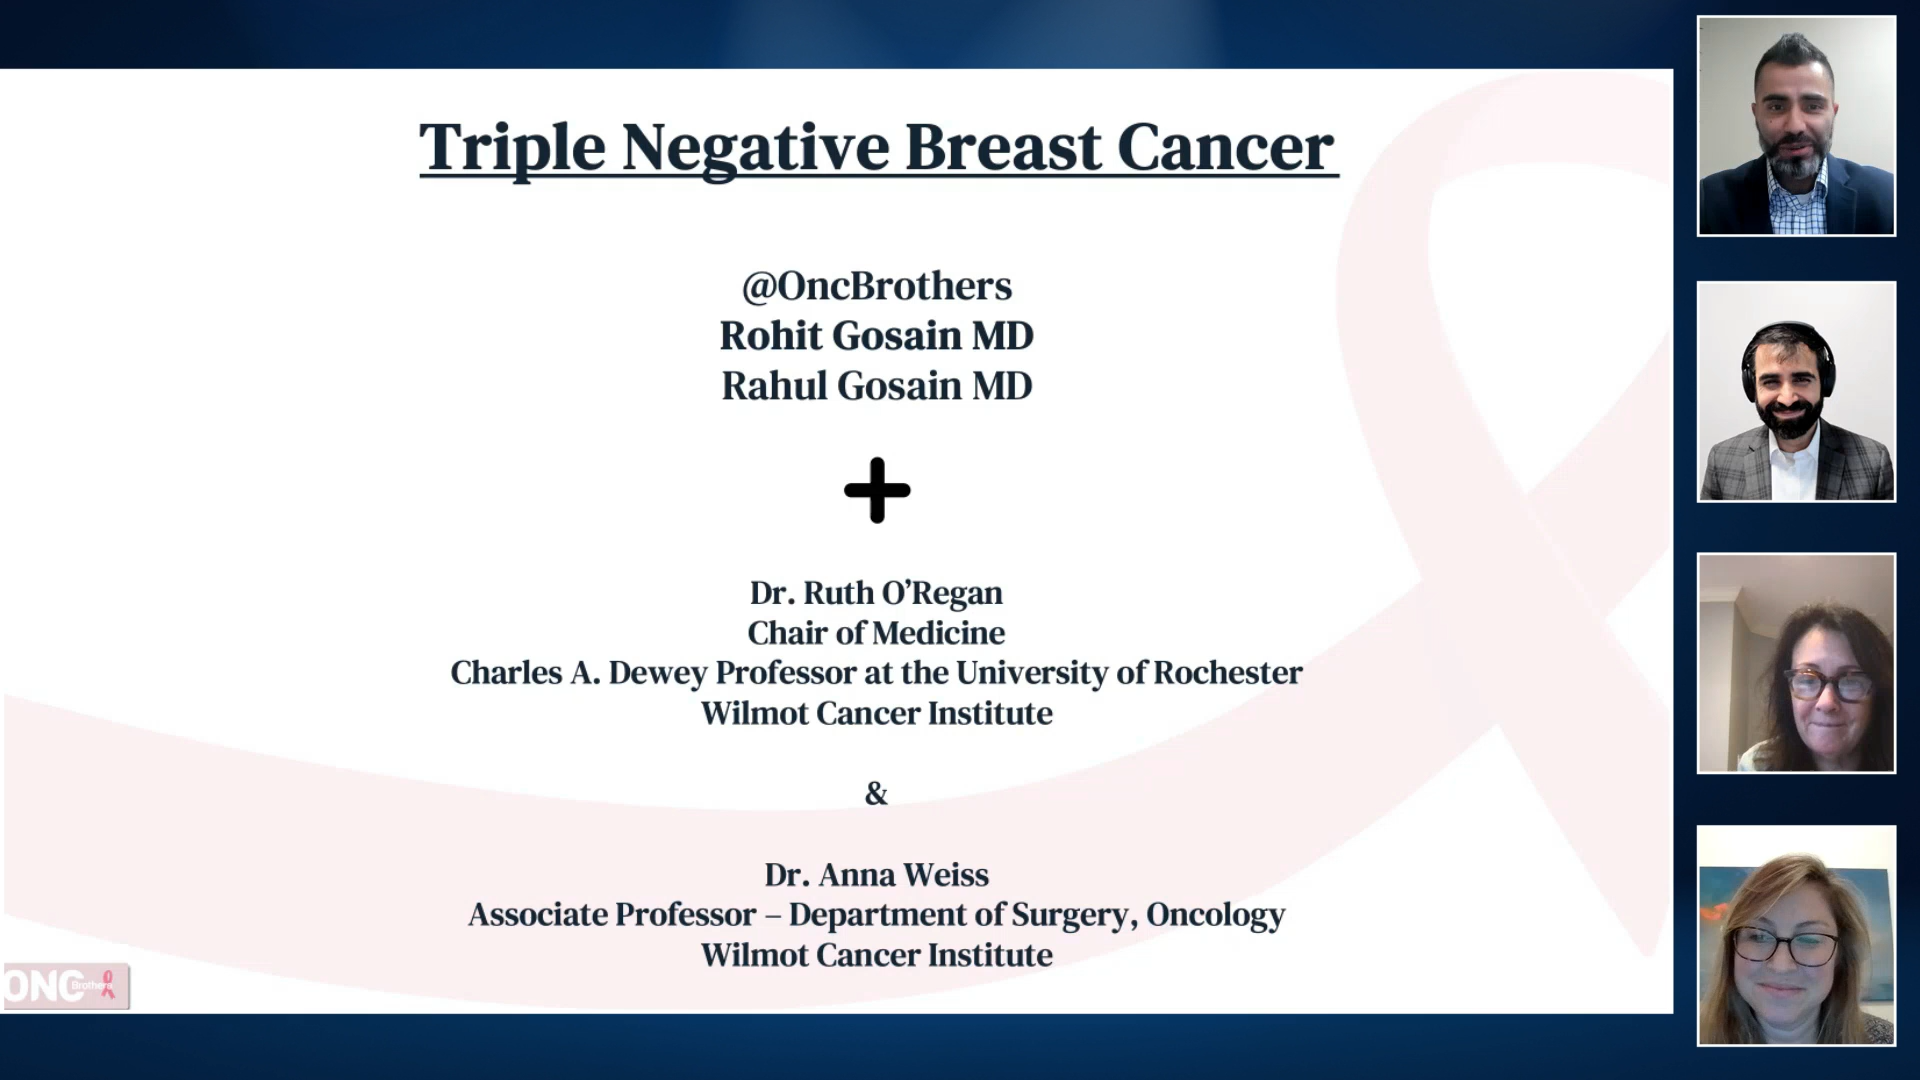 Triple Negative Breast Cancer
@OncBrothers
Rohit Gosain MD
Rahul Gosain MD
+
Dr. Ruth O’Regan
Chair of Medicine
Charles A. Dewey Professor at the University of Rochester
Wilmot Cancer Institute
&
Dr. Anna Weiss
Associate Professor – Department of Surgery, Oncology
Wilmot Cancer Institute
ONC Brothers